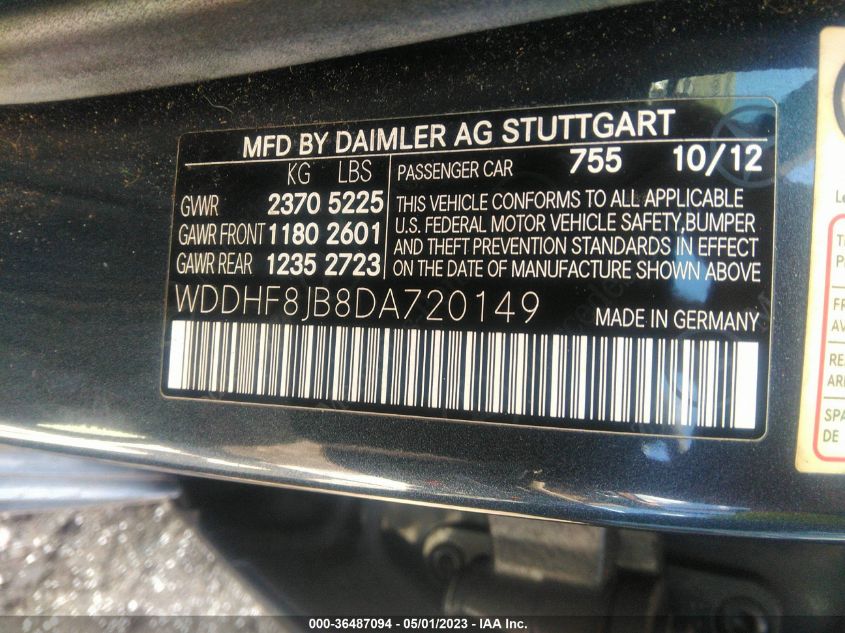 MFD BY DAIMLER AG STUTTGART
KG LBS
GVWR 2370 5225
GAWR FRONT 1180 2601
GAWR REAR 1235 2723
PASSENGER CAR 755 10/12
THIS VEHICLE CONFORMS TO ALL APPLICABLE
U.S. FEDERAL MOTOR VEHICLE SAFETY,BUMPER
AND THEFT PREVENTION STANDARDS IN EFFECT
ON THE DATE OF MANUFACTURE SHOWN ABOVE
WDDHF8JB8DA720149
MADE IN GERMANY
DE
000-36487094 - 05/01/2023 - IAA Inc.